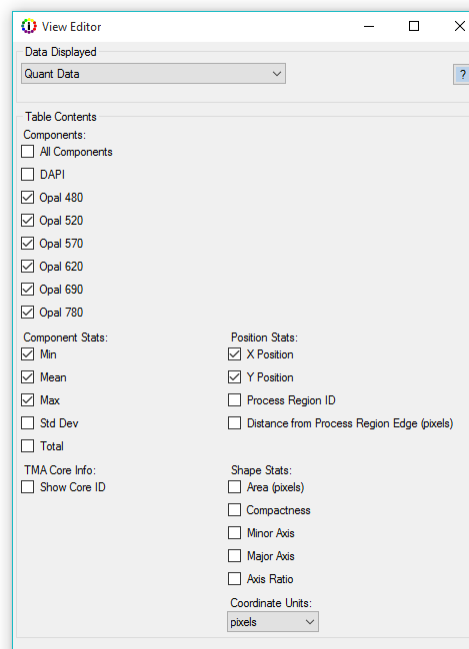 View Editor
Data Displayed
Quant Data
?
Table Contents
Components:
All Components
DAPI
Opal 480
Opal 520
Opal 570
Opal 620
Opal 690
Opal 780
Component Stats:
Min
Mean
Max
Std Dev
Total
Position Stats:
X Position
Y Position
Process Region ID
Distance from Process Region Edge (pixels)
TMA Core Info:
Show Core ID
Shape Stats:
Area (pixels)
Compactness
Minor Axis
Major Axis
Axis Ratio
Coordinate Units:
pixels